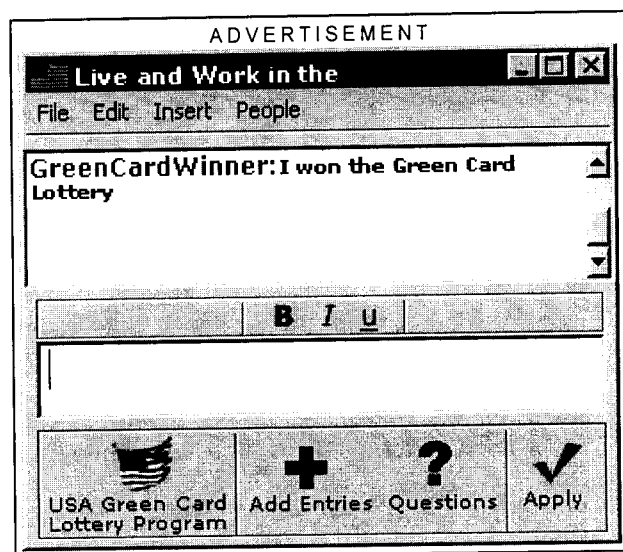 ADVERTISEMENT
Live and Work in the
File Edit Insert People
GreenCardWinner: I won the Green Card
Lottery
B I u
USA Green Card
Lottery Program
Add Entries Questions Apply